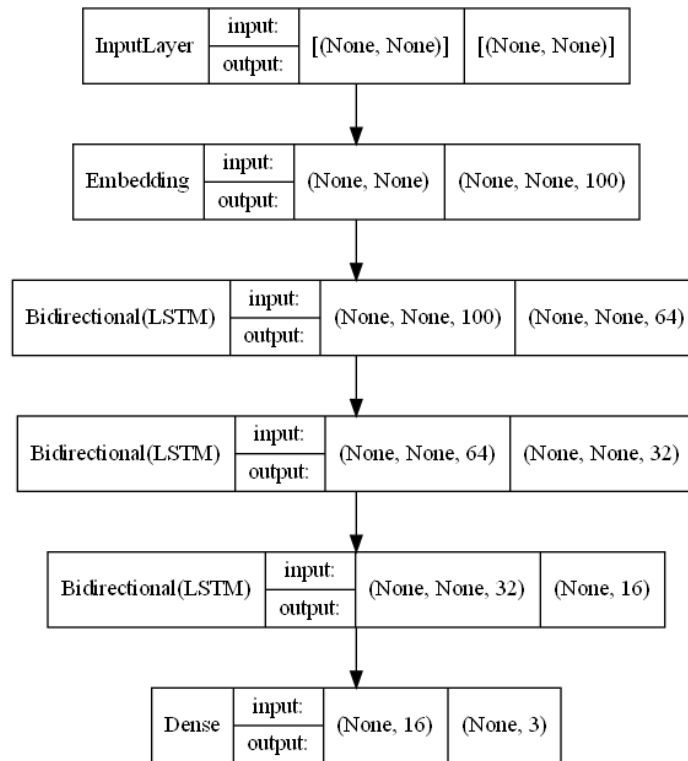 InputLayer input: output: [(None, None)] [(None, None)]
Embedding input: output: (None, None) (None, None, 100)
Bidirectional(LSTM) input: output: (None, None, 100) (None, None, 64)
Bidirectional(LSTM) input: output: (None, None, 64) (None, None, 32)
Bidirectional(LSTM) input: output: (None, None, 32) (None, 16)
Dense input: output: (None, 16) (None, 3)